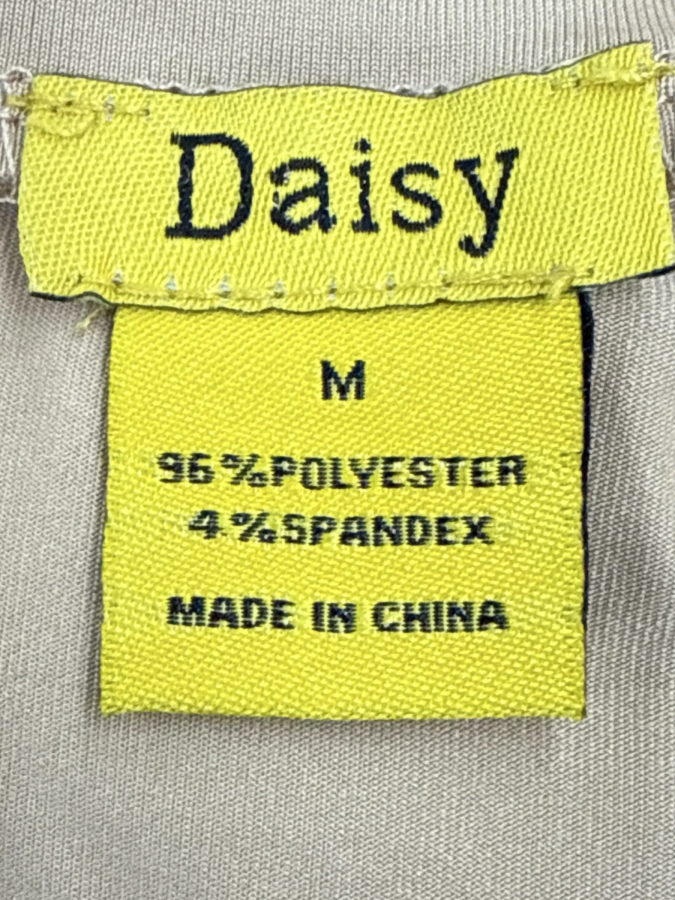 Daisy
M
96%POLYESTER
4%SPANDEX
MADE IN CHINA